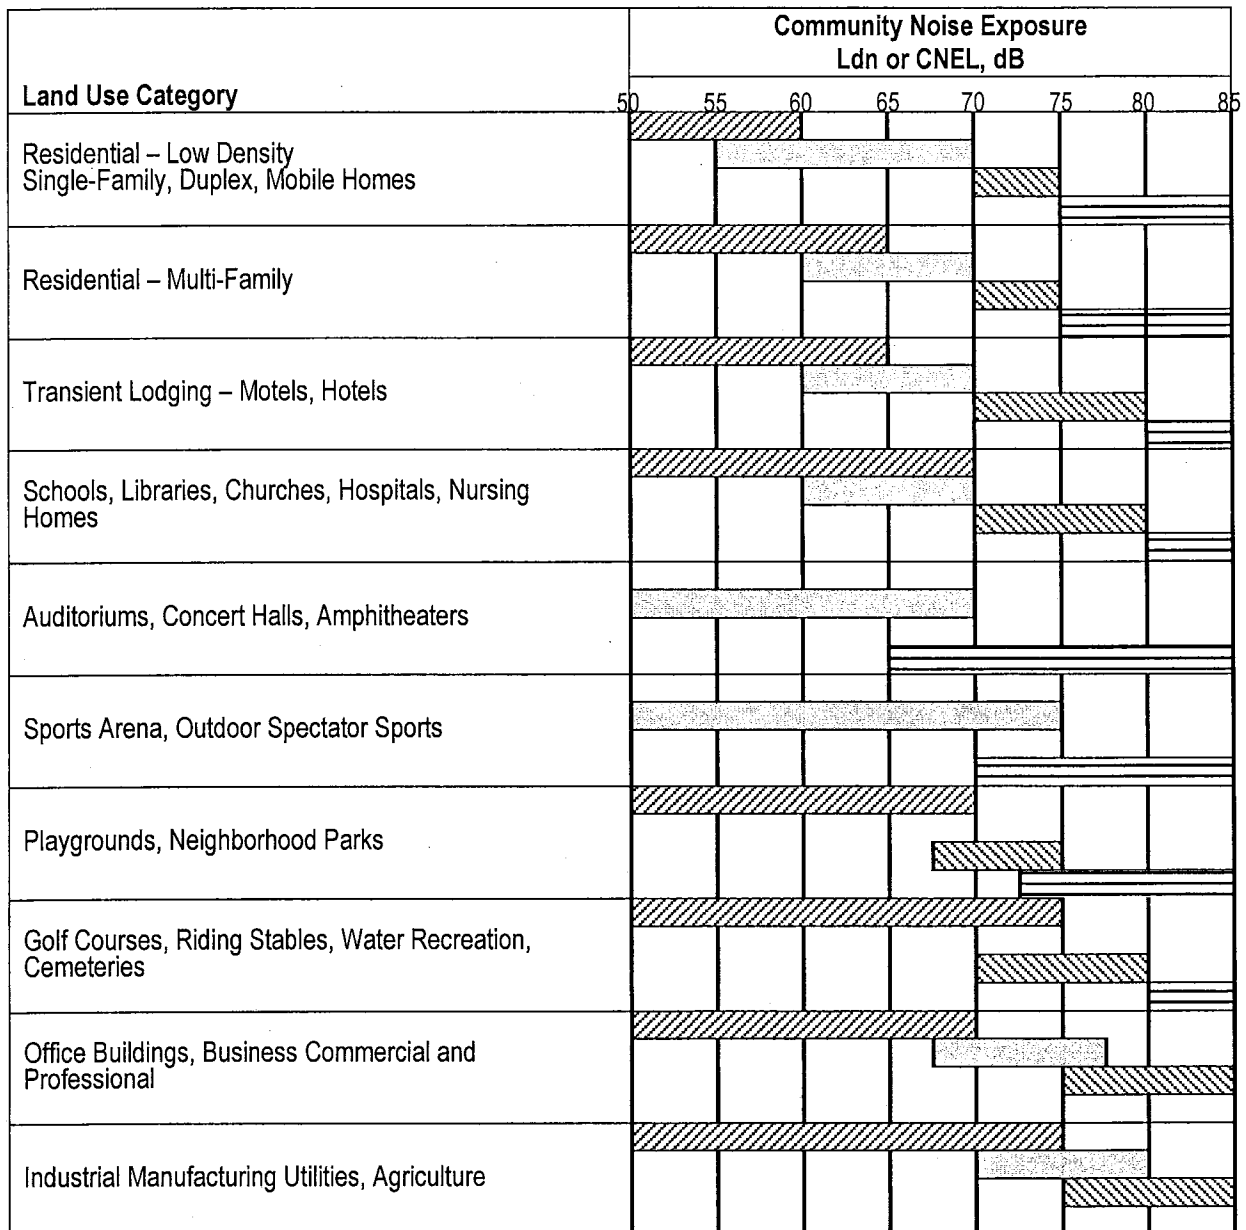 Community Noise Exposure
Ldn or CNEL, dB
Land Use Category
50 55 60 65 70 75 80 85
Residential – Low Density
Single-Family, Duplex, Mobile Homes
Residential – Multi-Family
Transient Lodging – Motels, Hotels
Schools, Libraries, Churches, Hospitals, Nursing
Homes
Auditoriums, Concert Halls, Amphitheaters
Sports Arena, Outdoor Spectator Sports
Playgrounds, Neighborhood Parks
Golf Courses, Riding Stables, Water Recreation,
Cemeteries
Office Buildings, Business Commercial and
Professional
Industrial Manufacturing Utilities, Agriculture